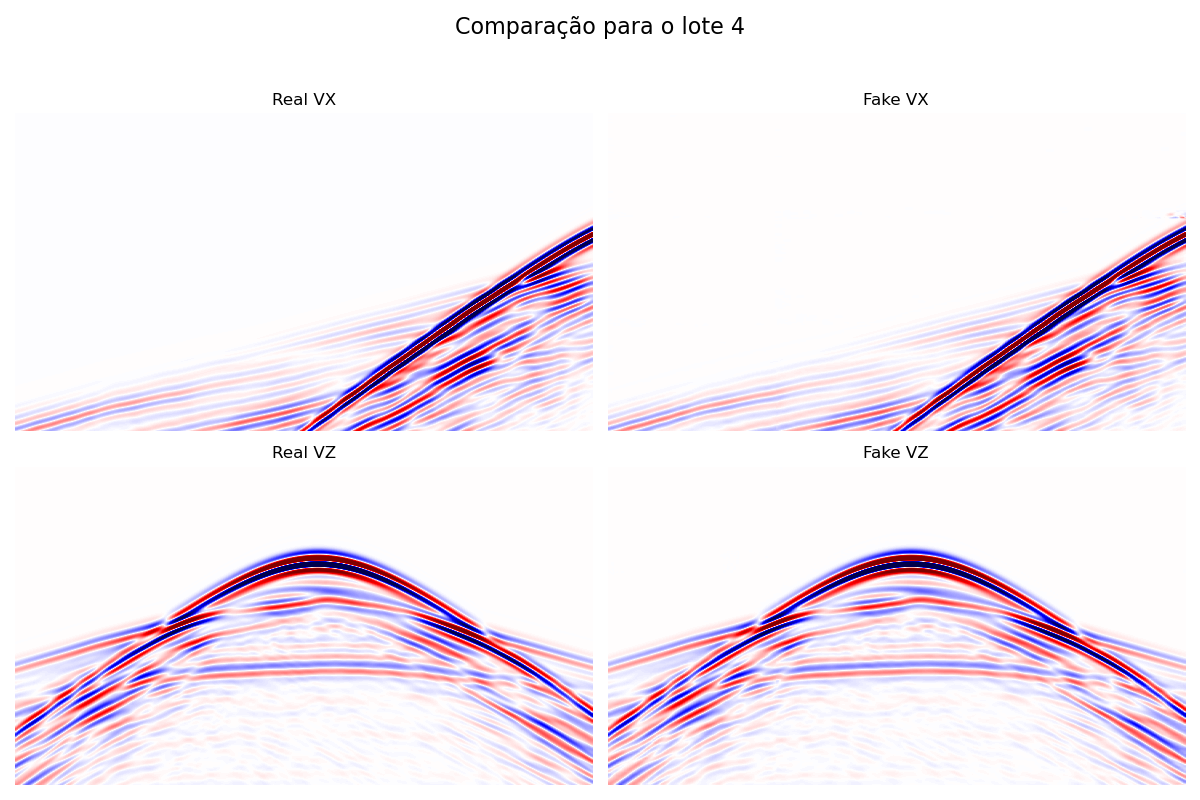 Comparação para o lote 4
Real VX
Fake VX
Real VZ
Fake VZ